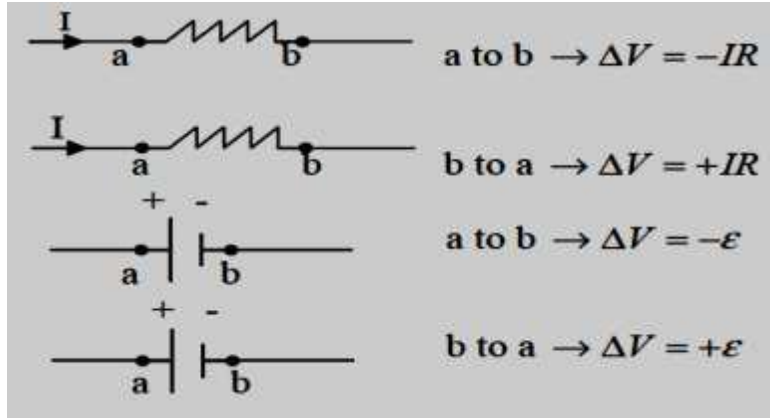 I
a b a to b → ΔV = −IR
I
a b b to a → ΔV = +IR
+ -
a b a to b → ΔV = −ε
+ -
a b b to a → ΔV = +ε